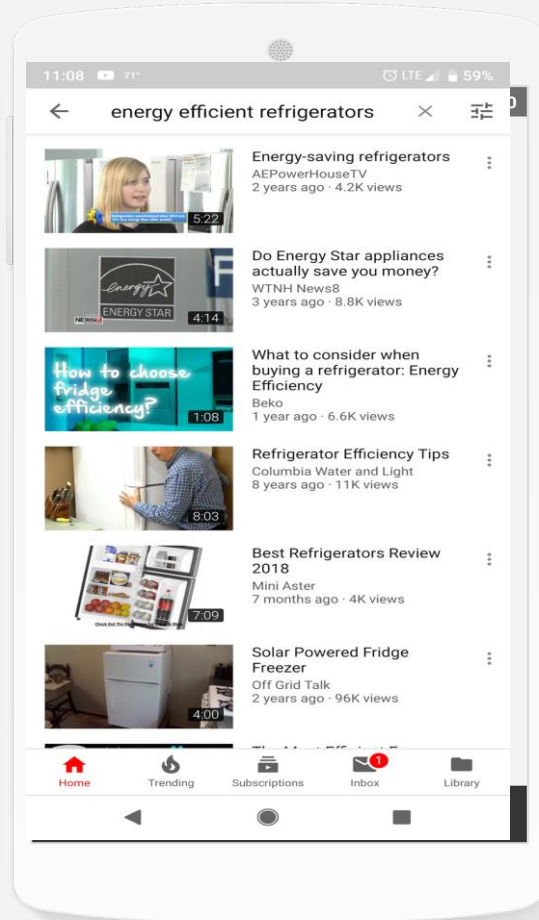 11:08 71° LTE 59%
energy efficient refrigerators
0
Energy-saving refrigerators
AEPowerHouseTV
2 years ago · 4.2K views
5:22
Do Energy Star appliances
actually save you money?
WTNH News8
3 years ago · 8.8K views
energy
ENERGY STAR
NEWS8
4:14
What to consider when
buying a refrigerator: Energy
Efficiency
Beko
1 year ago · 6.6K views
How to choose
fridge
efficiency?
1:08
Refrigerator Efficiency Tips
Columbia Water and Light
8 years ago · 11K views
8:03
Best Refrigerators Review
2018
Mini Aster
7 months ago · 4K views
7:09
Solar Powered Fridge
Freezer
Off Grid Talk
2 years ago · 96K views
4:00
1
Home Trending Subscriptions Inbox Library